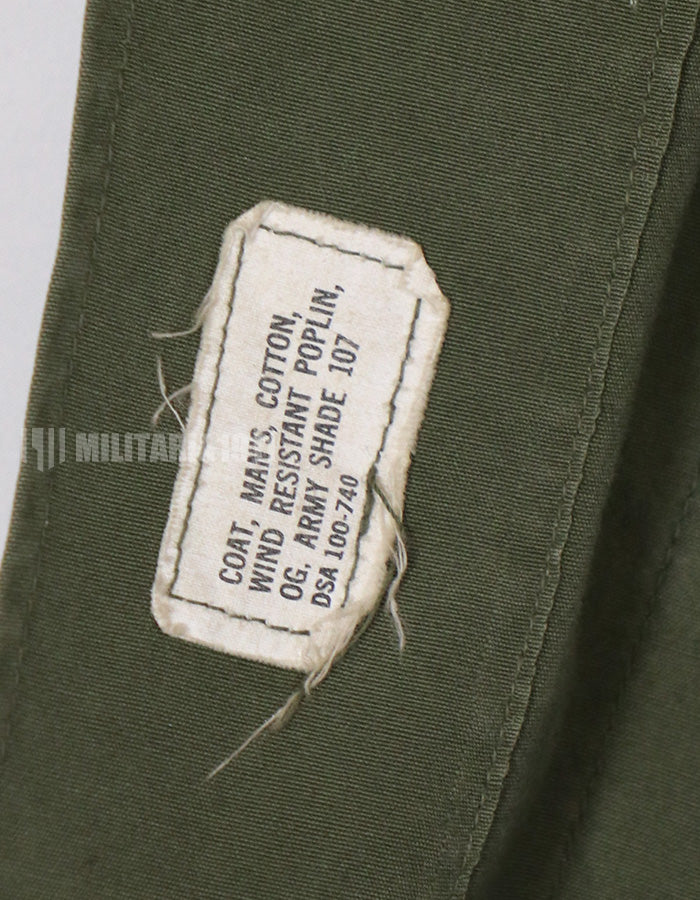 COAT, MAN'S, COTTON,
WIND RESISTANT POPLIN,
OG, ARMY SHADE 107
DSA 100-740